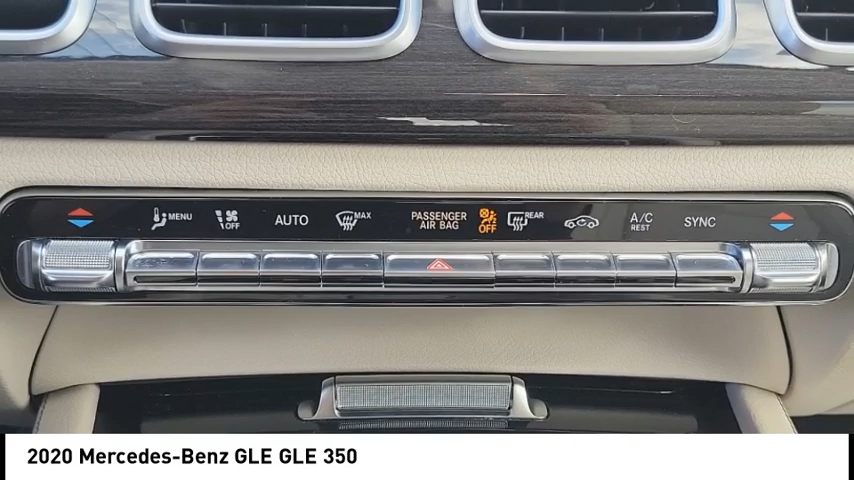 MENU
OFF
AUTO
MAX
PASSENGER
AIR BAG
OFF
REAR
A/C
REST
SYNC
2020 Mercedes-Benz GLE GLE 350